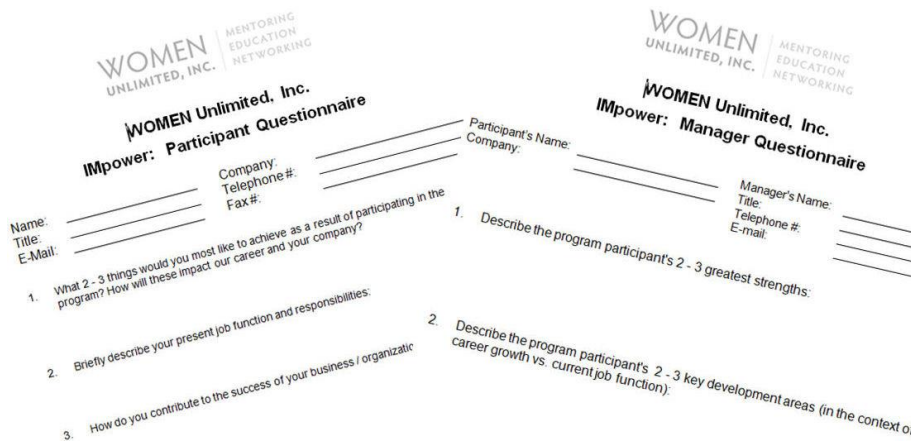 WOMEN
UNLIMITED, INC.
MENTORING
EDUCATION
NETWORKING
WOMEN Unlimited, Inc.
IMpower: Participant Questionnaire
Name:
Title:
E-Mail:
Company:
Telephone #:
Fax #:
1. What 2 - 3 things would you most like to achieve as a result of participating in the
program? How will these impact our career and your company?
2. Briefly describe your present job function and responsibilities:
3. How do you contribute to the success of your business / organizatic
WOMEN
UNLIMITED, INC.
MENTORING
EDUCATION
NETWORKING
WOMEN Unlimited, Inc.
IMpower: Manager Questionnaire
Participant's Name:
Company:
Manager's Name:
Title:
Telephone #:
E-mail:
1. Describe the program participant's 2 - 3 greatest strengths:
2. Describe the program participant's 2 - 3 key development areas (in the context of
career growth vs. current job function):